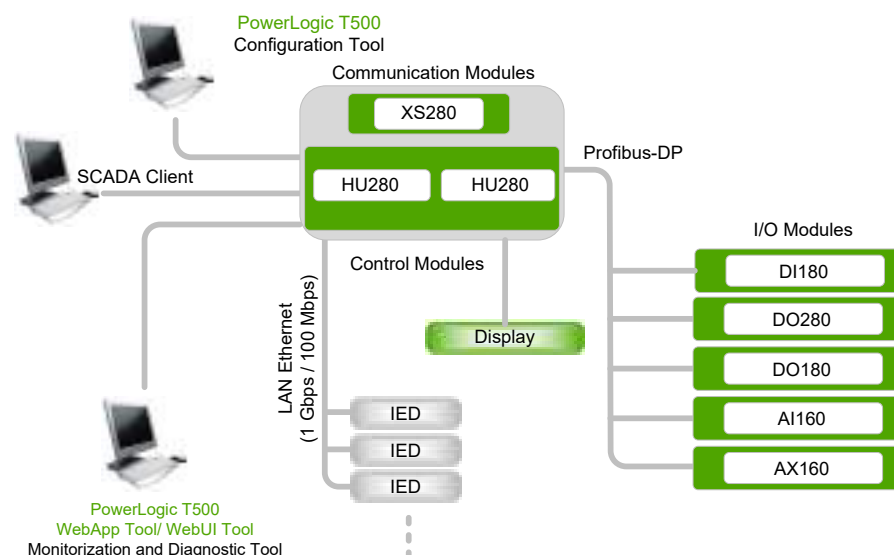 PowerLogic T500
Configuration Tool
Communication Modules
XS280
Profibus-DP
SCADA Client
HU280
HU280
I/O Modules
Control Modules
DI180
LAN Ethernet
(1 Gbps / 100 Mbps)
DO280
Display
DO180
IED
AI160
IED
AX160
IED
PowerLogic T500
WebApp Tool/ WebUI Tool
Monitorization and Diagnostic Tool